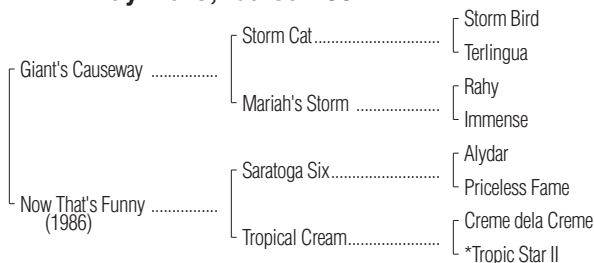 Giant's Causeway ................
Now That's Funny ................
(1986)
Storm Cat ................................
Mariah's Storm .....................
Saratoga Six ............................
Tropical Cream .......................
Storm Bird
Terlingua
Rahy
Immense
Alydar
Priceless Fame
Creme dela Creme
*Tropic Star II